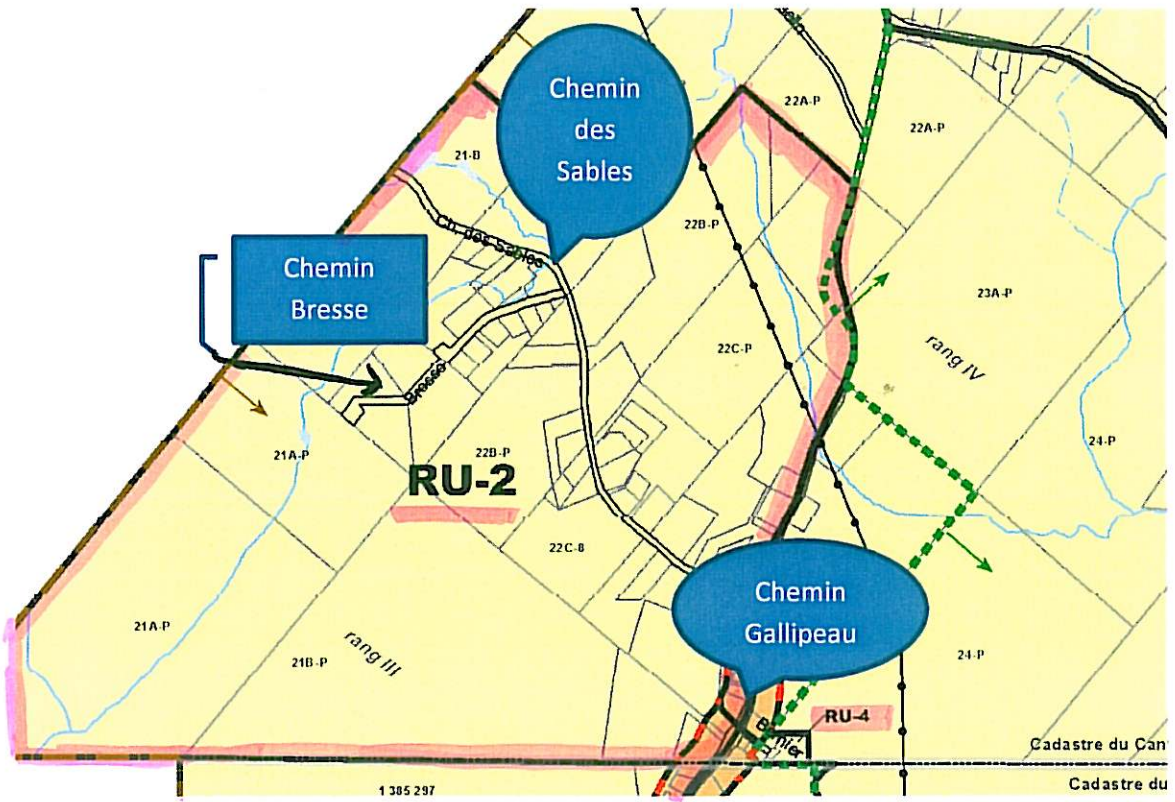 Chemin
des
Sables
22A-P
22A-P
21-B
22B-P
Ch. des Sables
Chemin
Bresse
23A-P
rang IV
22C-P
Bresse
21A-P
22B-P
24-P
RU-2
22C-8
Chemin
Gallipeau
21A-P
rang III
21B-P
24-P
RU-4
Cadastre du Can
Cadastre du
1 385 297